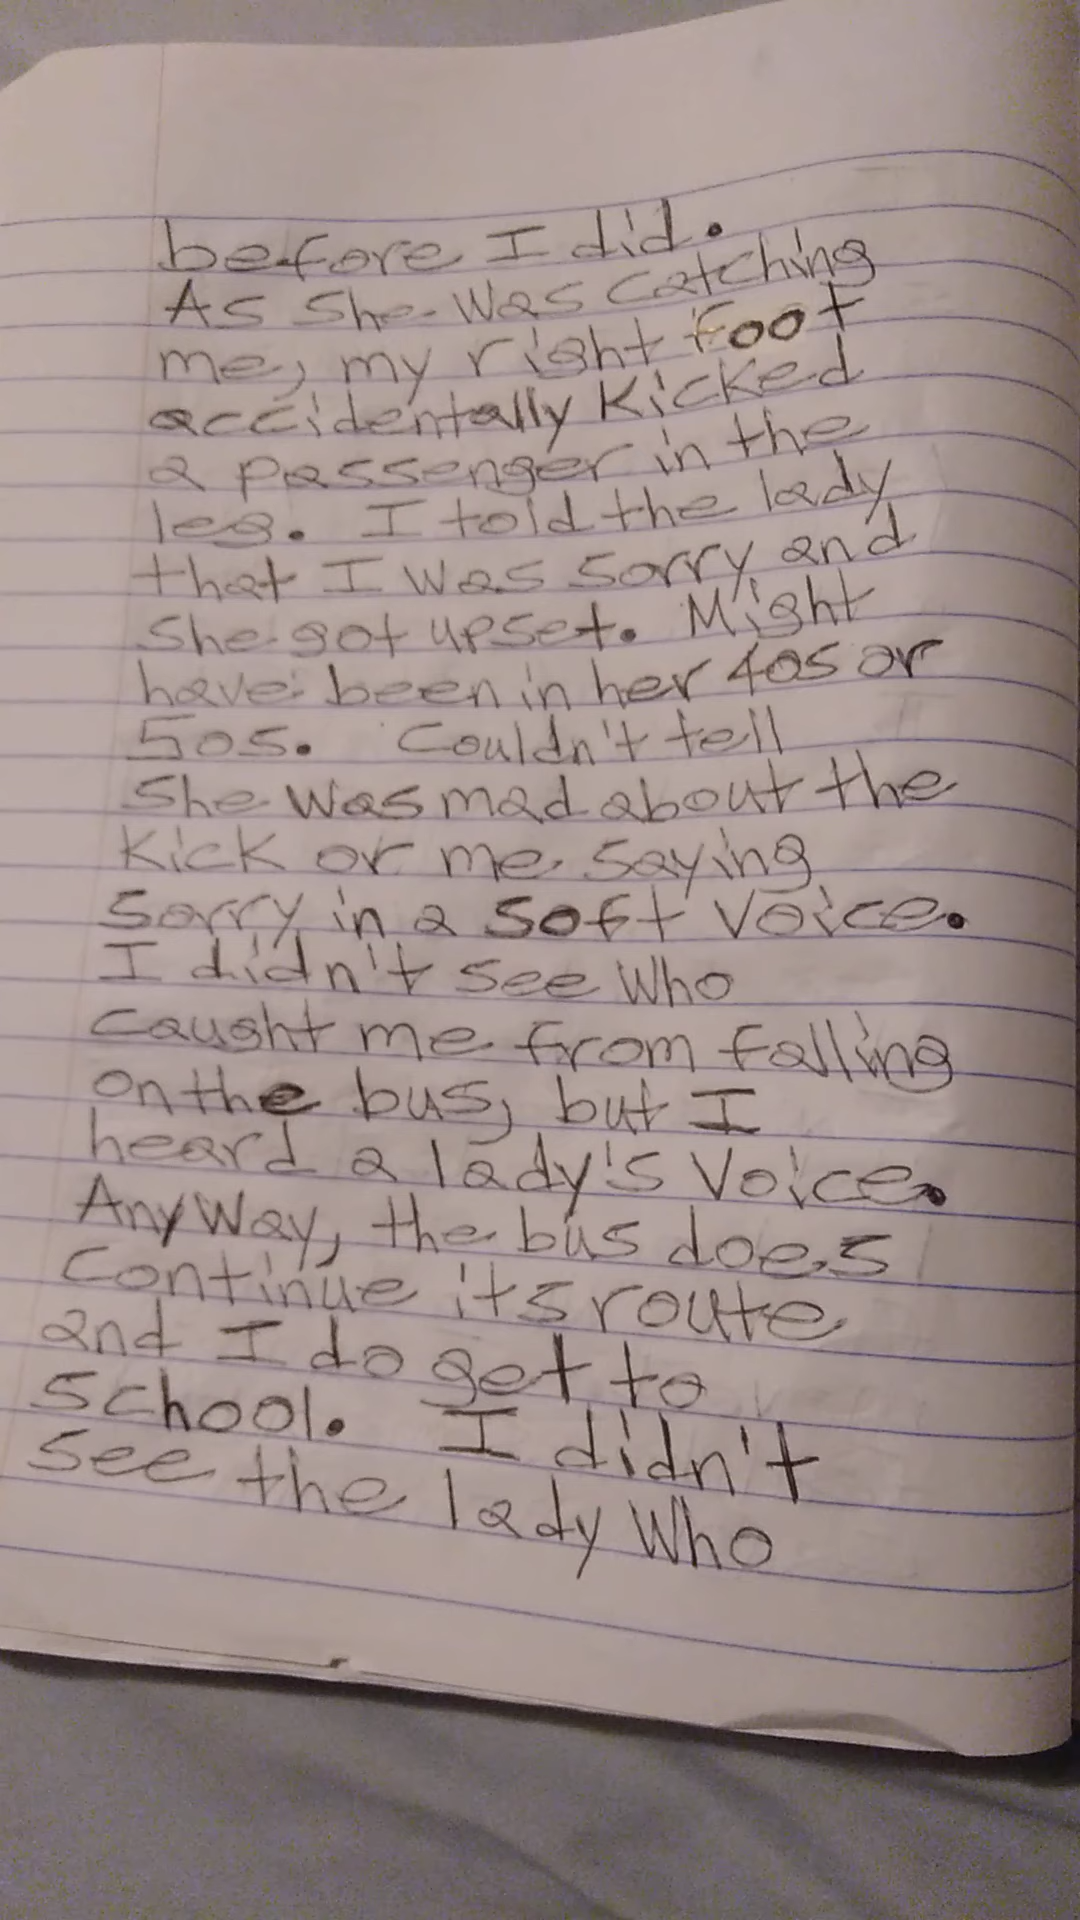 before I did.
As she was catching
me, my right foot
accidentally kicked
a passenger in the
leg. I told the lady
that I was sorry and
she got upset. Might
have been in her 40s or
50s. Couldn't tell
she was mad about the
kick or me saying
sorry in a soft voice.
I didn't see who
caught me from falling
on the bus, but I
heard a lady's voice.
Anyway, the bus does
continue its route
and I do get to
school. I didn't
see the lady who